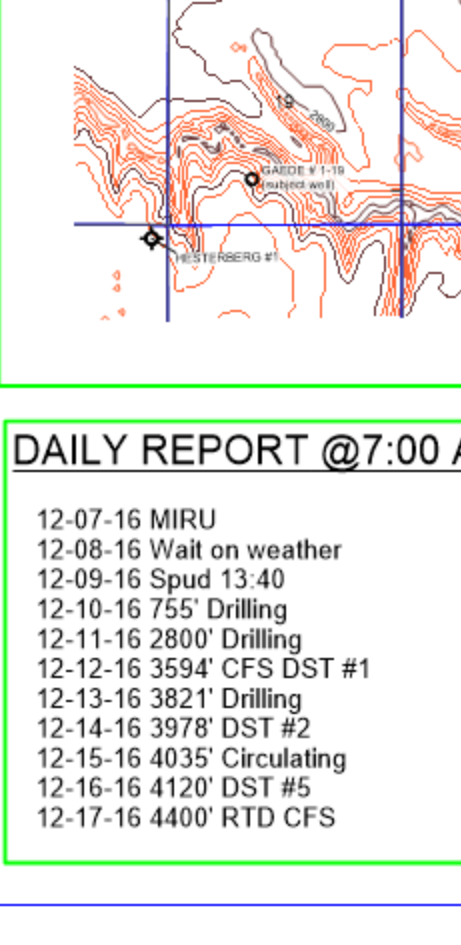 19
2800
GAEDE # 1-19
(subject well)
HESTERBERG #1
DAILY REPORT @7:00 A
12-07-16 MIRU
12-08-16 Wait on weather
12-09-16 Spud 13:40
12-10-16 755' Drilling
12-11-16 2800' Drilling
12-12-16 3594' CFS DST #1
12-13-16 3821' Drilling
12-14-16 3978' DST #2
12-15-16 4035' Circulating
12-16-16 4120' DST #5
12-17-16 4400' RTD CFS